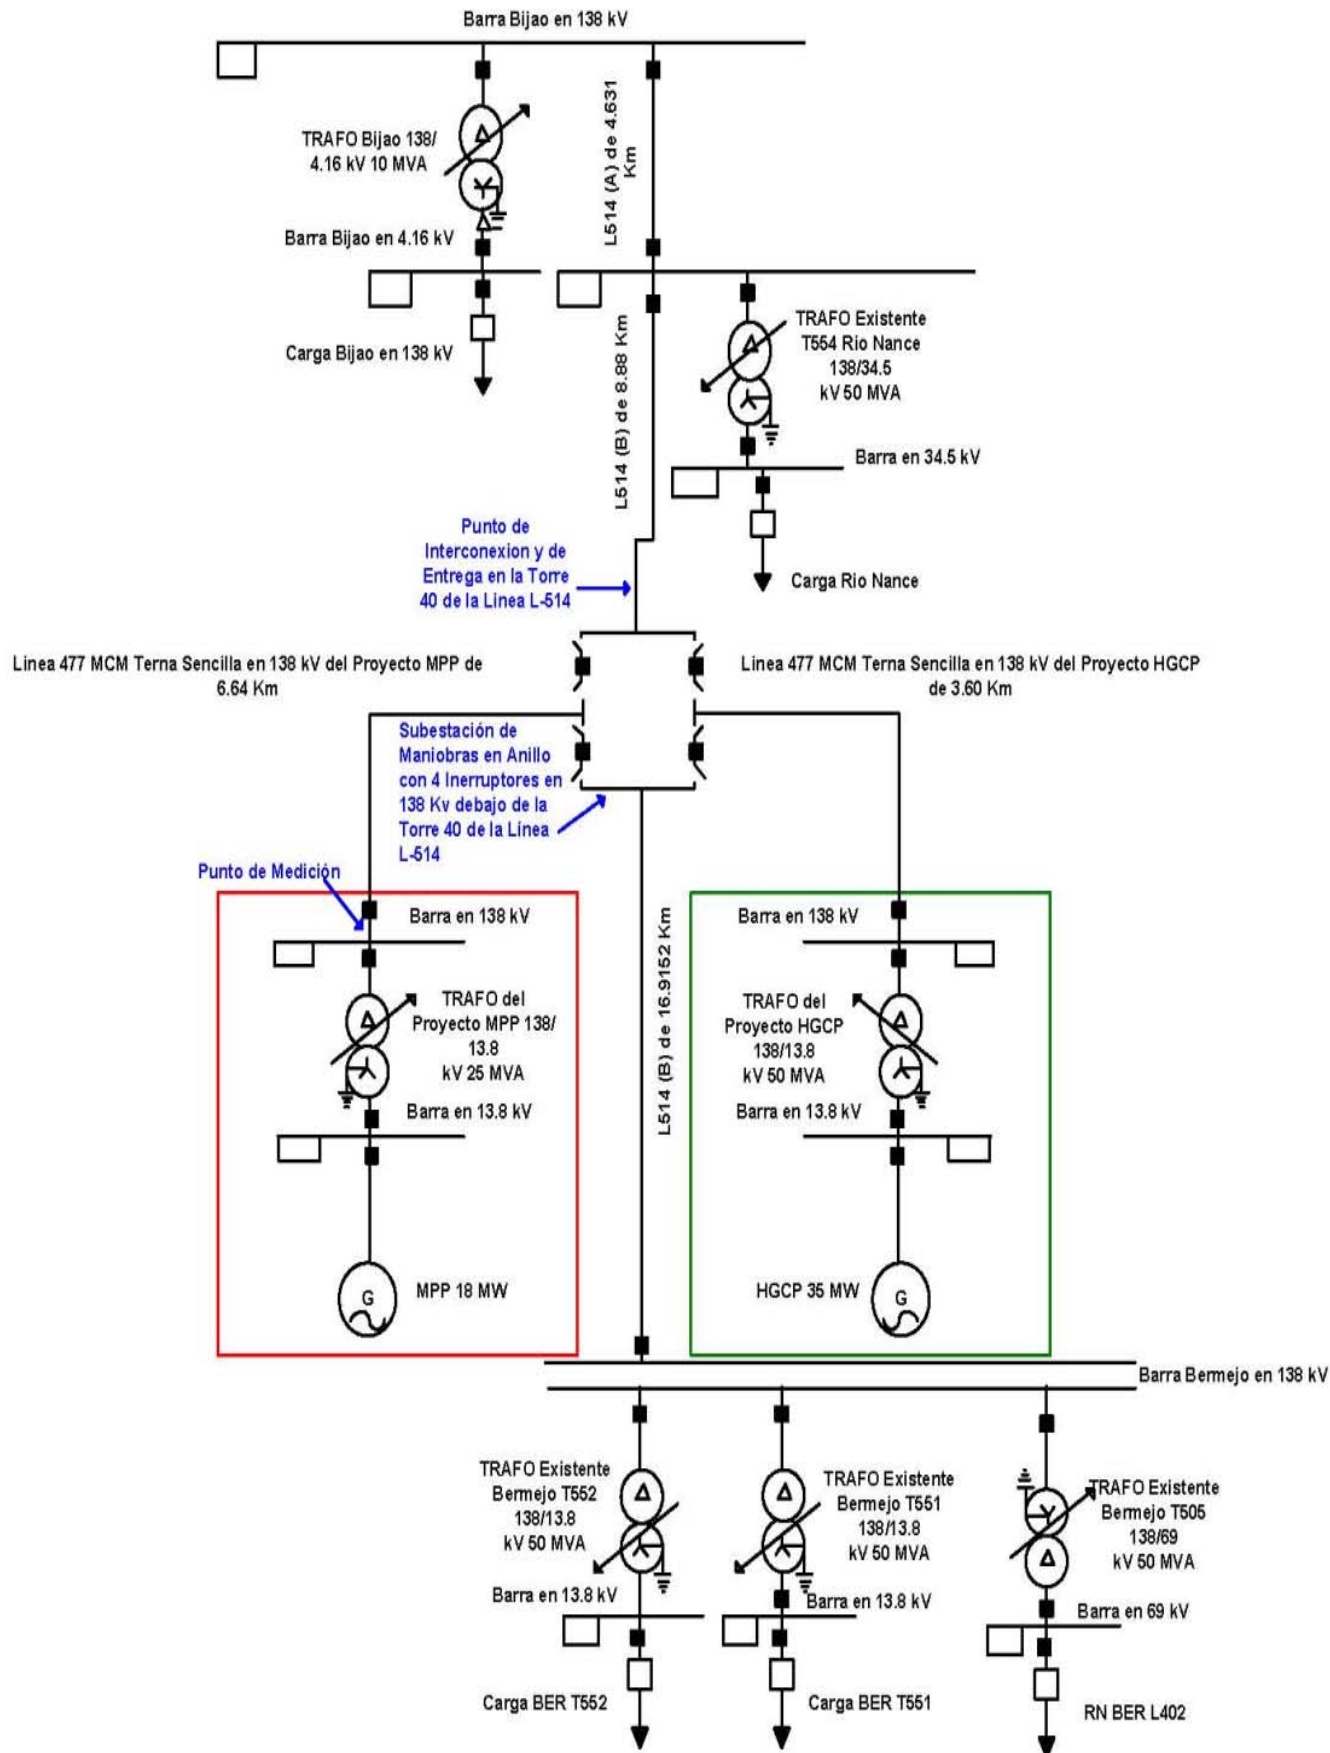 Barra Bijao en 138 kV
TRAFO Bijao 138/
4.16 kV 10 MVA
L514 (A) de 4.631
Km
Barra Bijao en 4.16 kV
Carga Bijao en 138 kV
TRAFO Existente
T554 Rio Nance
138/34.5
kV 50 MVA
L514 (B) de 8.88 Km
Barra en 34.5 kV
Carga Rio Nance
Punto de
Interconexion y de
Entrega en la Torre
40 de la Linea L-514
Linea 477 MCM Terna Sencilla en 138 kV del Proyecto MPP de
6.64 Km
Linea 477 MCM Terna Sencilla en 138 kV del Proyecto HGCP
de 3.60 Km
Subestación de
Maniobras en Anillo
con 4 Inerruptores en
138 Kv debajo de la
Torre 40 de la Línea
L-514
Punto de Medición
Barra en 138 kV
TRAFO del
Proyecto MPP 138/
13.8
kV 25 MVA
Barra en 13.8 kV
G
MPP 18 MW
L514 (B) de 16.9152 Km
Barra en 138 kV
TRAFO del
Proyecto HGCP
138/13.8
kV 50 MVA
Barra en 13.8 kV
HGCP 35 MW
G
Barra Bermejo en 138 kV
TRAFO Existente
Bermejo T552
138/13.8
kV 50 MVA
Barra en 13.8 kV
Carga BER T552
TRAFO Existente
Bermejo T551
138/13.8
kV 50 MVA
Barra en 13.8 kV
Carga BER T551
TRAFO Existente
Bermejo T505
138/69
kV 50 MVA
Barra en 69 kV
RN BER L402